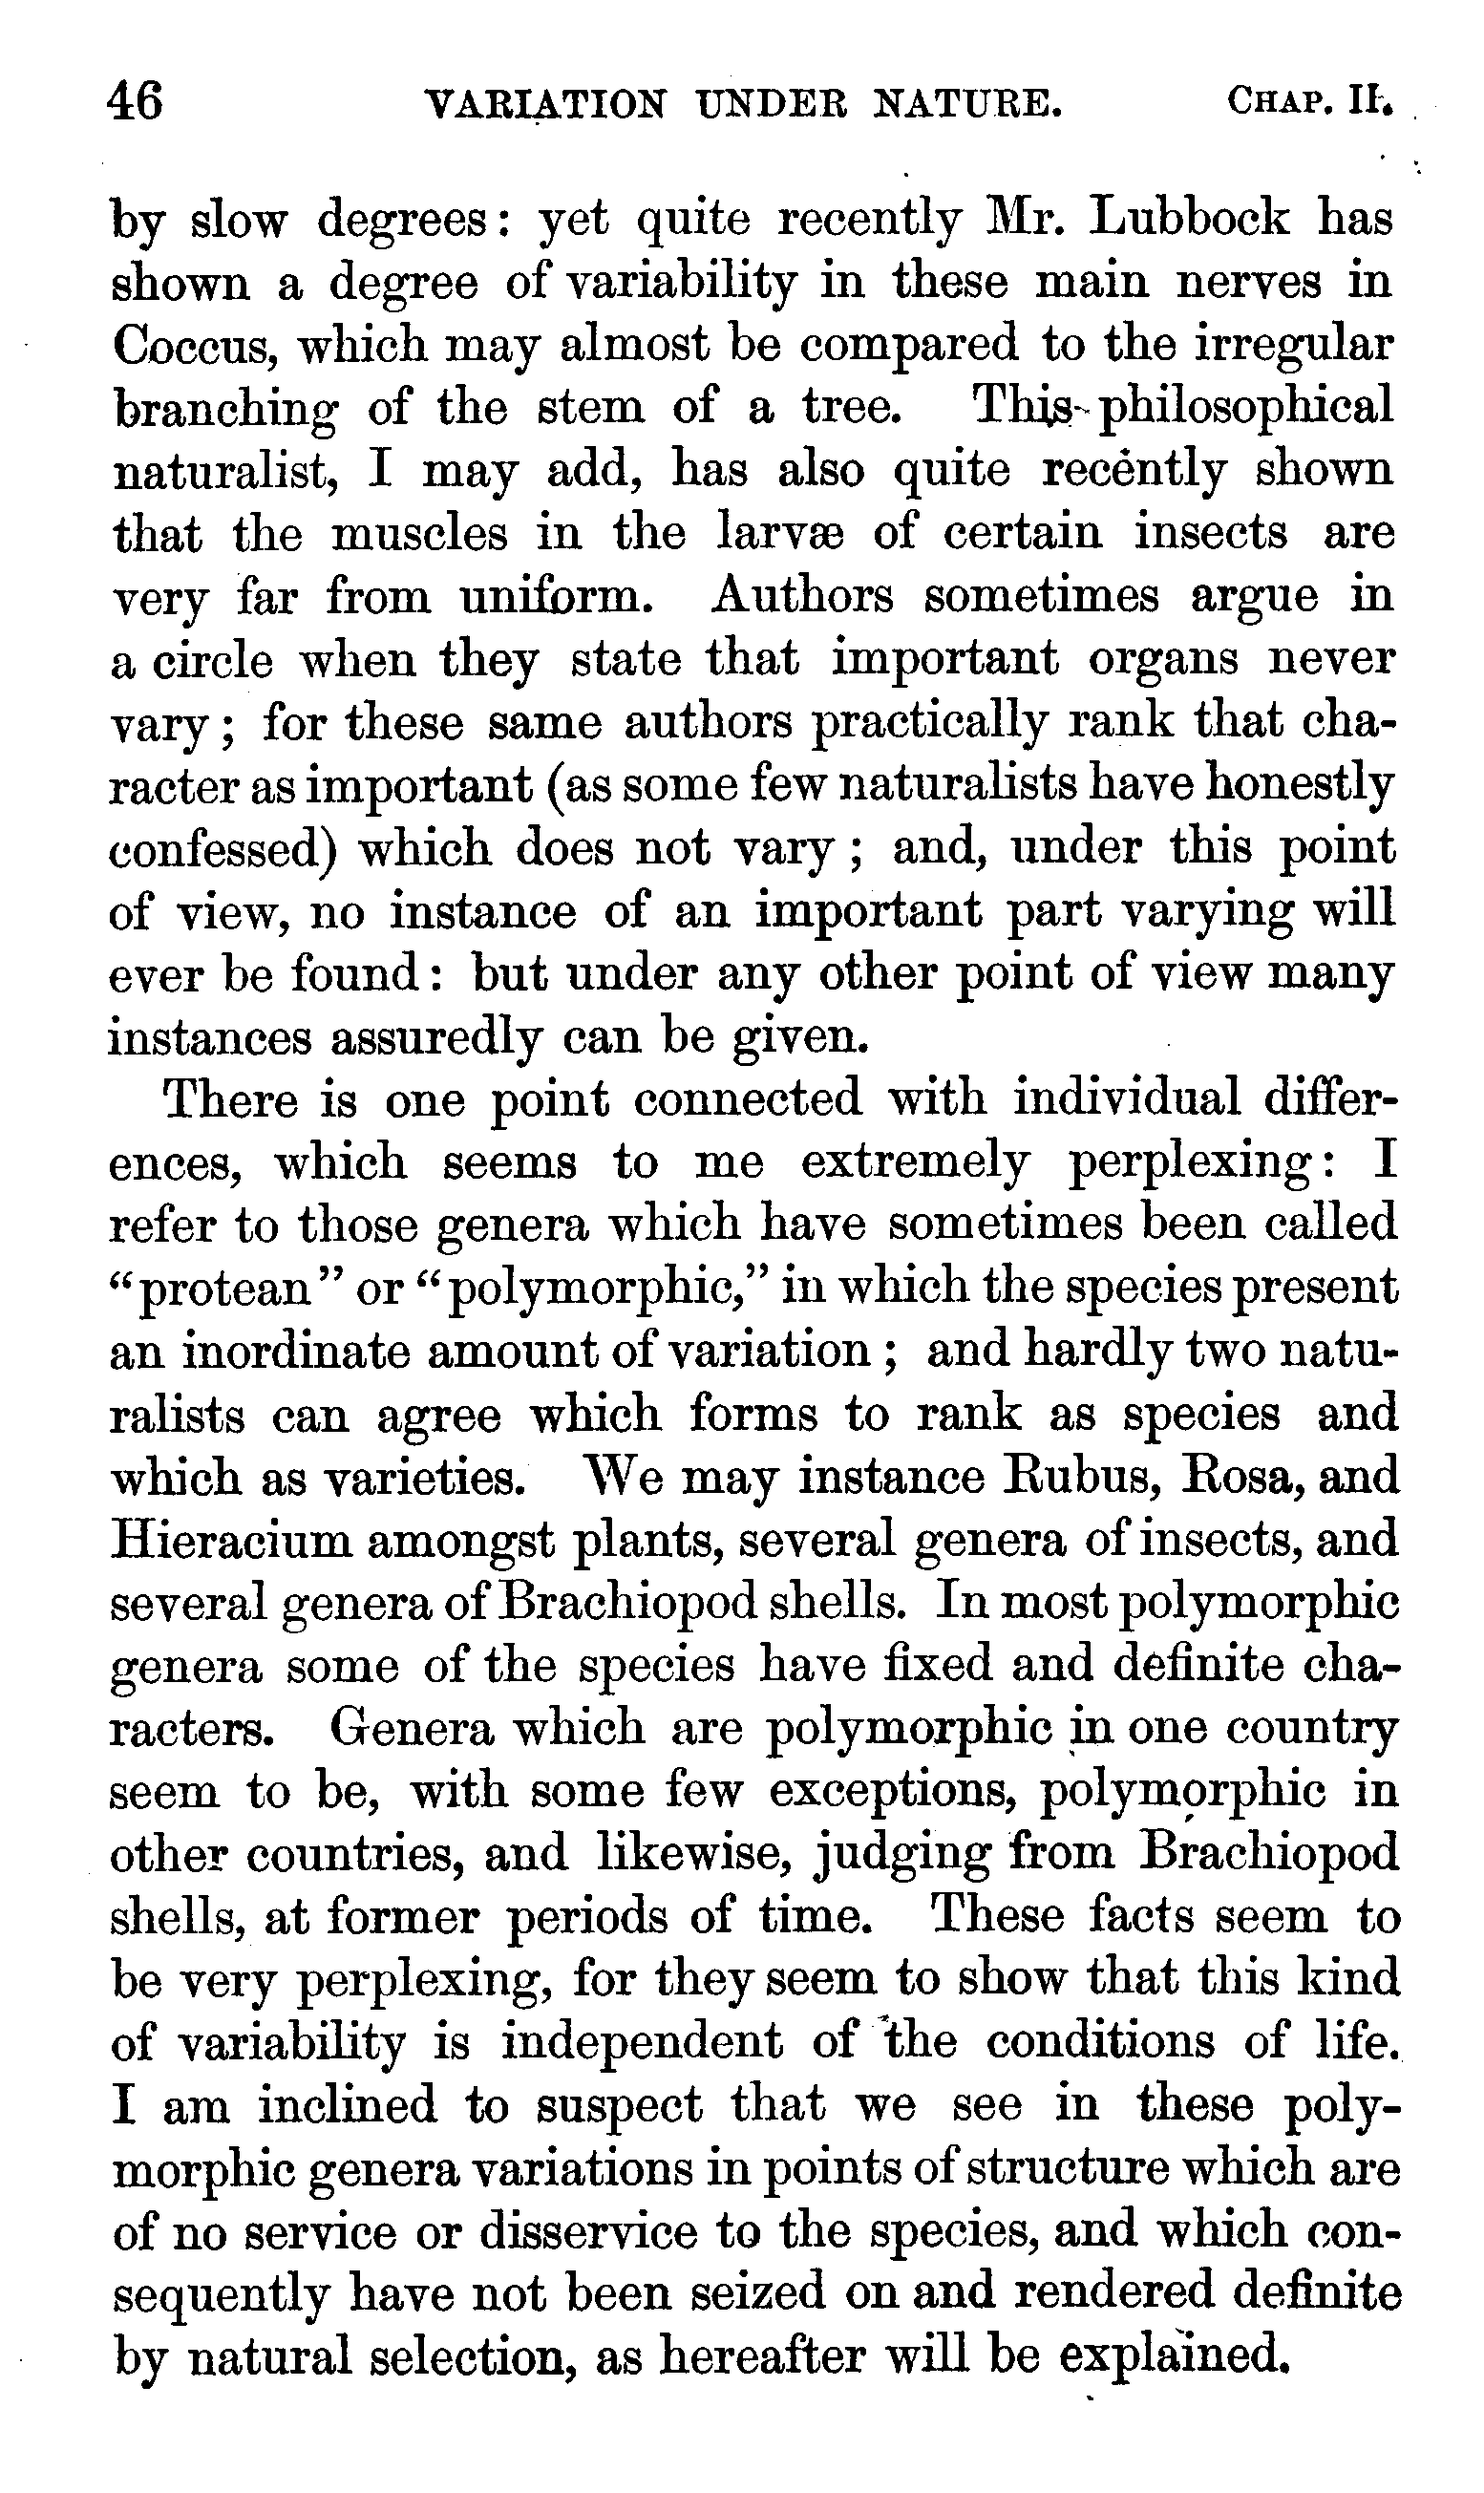 46 VARIATION UNDER NATURE. CHAP. II.
by slow degrees: yet quite recently Mr. Lubbock has
shown a degree of variability in these main nerves in
Coccus, which may almost be compared to the irregular
branching of the stem of a tree. This philosophical
naturalist, I may add, has also quite recently shown
that the muscles in the larvæ of certain insects are
very far from uniform. Authors sometimes argue in
a circle when they state that important organs never
vary; for these same authors practically rank that cha-
racter as important (as some few naturalists have honestly
confessed) which does not vary; and, under this point
of view, no instance of an important part varying will
ever be found: but under any other point of view many
instances assuredly can be given.
There is one point connected with individual differ-
ences, which seems to me extremely perplexing: I
refer to those genera which have sometimes been called
“protean” or “polymorphic,” in which the species present
an inordinate amount of variation; and hardly two natu-
ralists can agree which forms to rank as species and
which as varieties. We may instance Rubus, Rosa, and
Hieracium amongst plants, several genera of insects, and
several genera of Brachiopod shells. In most polymorphic
genera some of the species have fixed and definite cha-
racters. Genera which are polymorphic in one country
seem to be, with some few exceptions, polymorphic in
other countries, and likewise, judging from Brachiopod
shells, at former periods of time. These facts seem to
be very perplexing, for they seem to show that this kind
of variability is independent of the conditions of life.
I am inclined to suspect that we see in these poly-
morphic genera variations in points of structure which are
of no service or disservice to the species, and which con-
sequently have not been seized on and rendered definite
by natural selection, as hereafter will be explained.